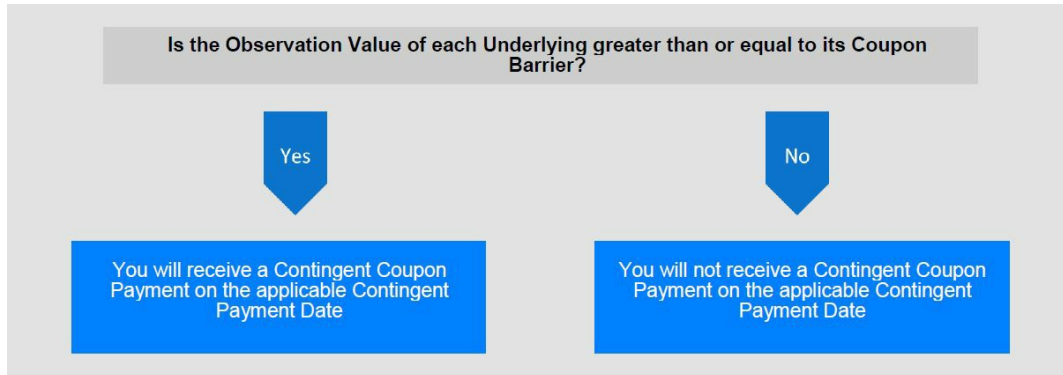 Is the Observation Value of each Underlying greater than or equal to its Coupon
Barrier?
Yes
No
You will receive a Contingent Coupon
Payment on the applicable Contingent
Payment Date
You will not receive a Contingent Coupon
Payment on the applicable Contingent
Payment Date